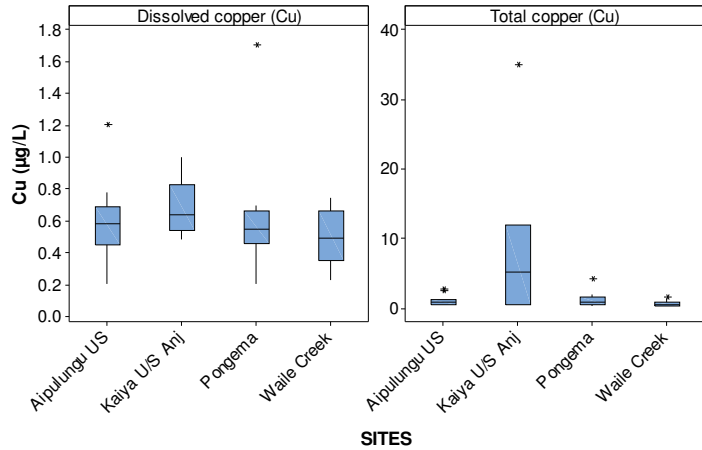 Dissolved copper (Cu)
Total copper (Cu)
Cu (µg/L)
1.8
1.6
1.4
1.2
1.0
0.8
0.6
0.4
0.2
0.0
40
30
20
10
0
Aipulungu US
Kaiya U/S Anj
Pongema
Waile Creek
Aipulungu US
Kaiya U/S Anj
Pongema
Waile Creek
SITES